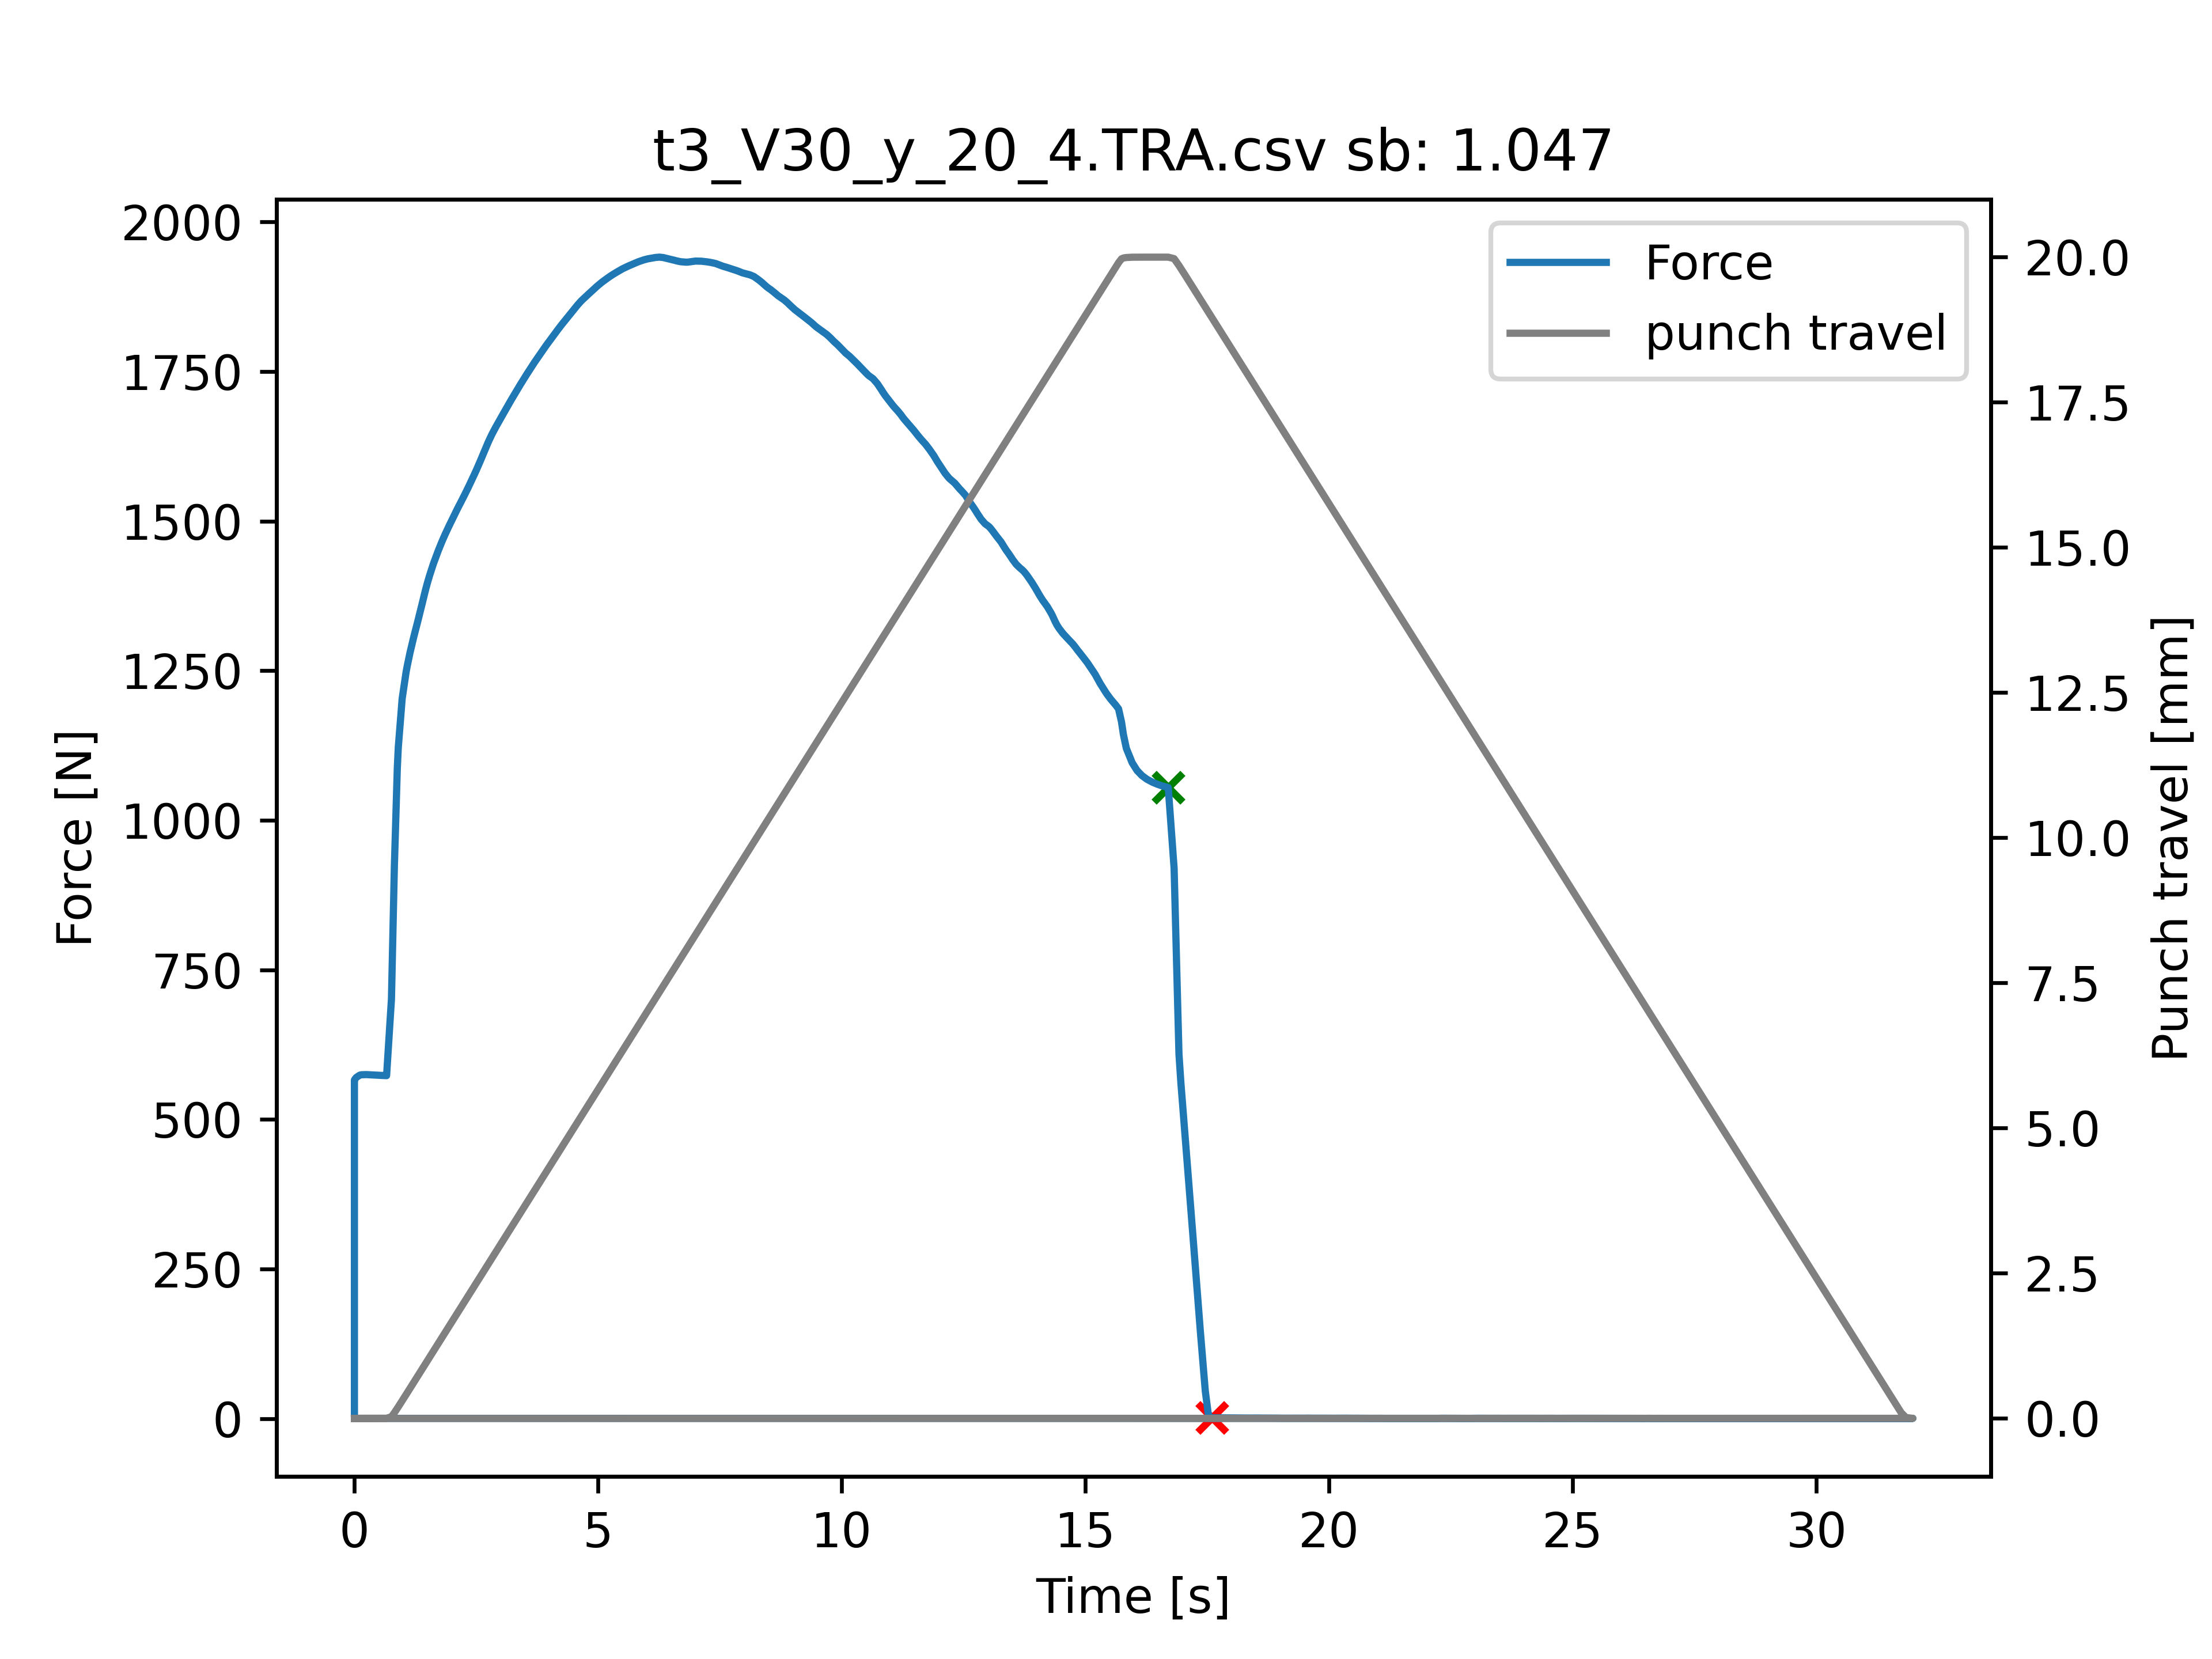 t3_V30_y_20_4.TRA.csv sb: 1.047
Force
punch travel
Force [N]
2000
1750
1500
1250
1000
750
500
250
0
20.0
17.5
15.0
12.5
10.0
7.5
5.0
2.5
0.0
Punch travel [mm]
0 5 10 15 20 25 30
Time [s]